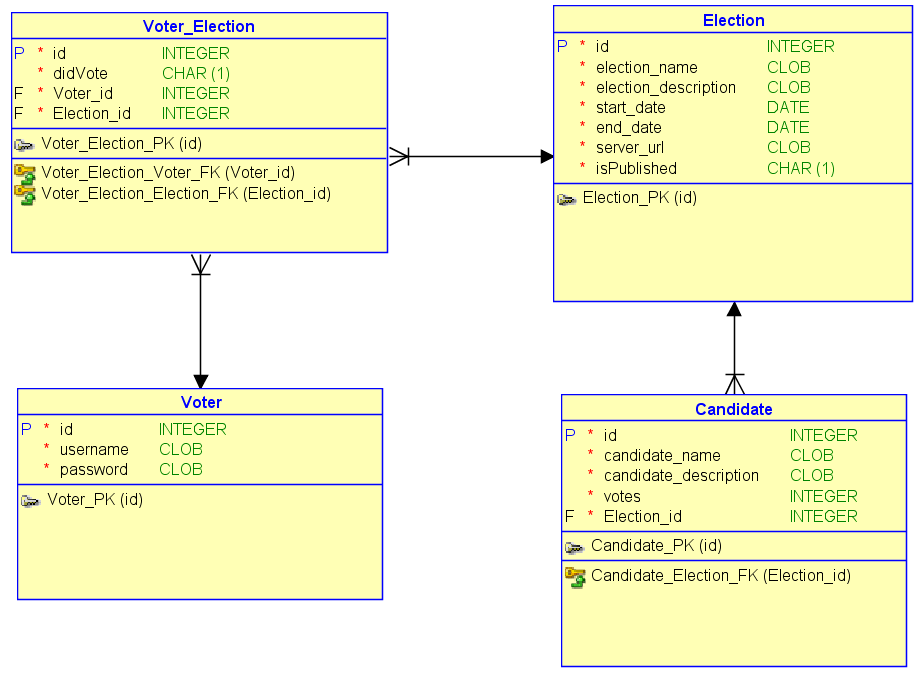 Voter_Election
P * id INTEGER
* didVote CHAR (1)
F * Voter_id INTEGER
F * Election_id INTEGER
Voter_Election_PK (id)
Voter_Election_Voter_FK (Voter_id)
Voter_Election_Election_FK (Election_id)
Election
P * id INTEGER
* election_name CLOB
* election_description CLOB
* start_date DATE
* end_date DATE
* server_url CLOB
* isPublished CHAR (1)
Election_PK (id)
Voter
P * id INTEGER
* username CLOB
* password CLOB
Voter_PK (id)
Candidate
P * id INTEGER
* candidate_name CLOB
* candidate_description CLOB
* votes INTEGER
F * Election_id INTEGER
Candidate_PK (id)
Candidate_Election_FK (Election_id)